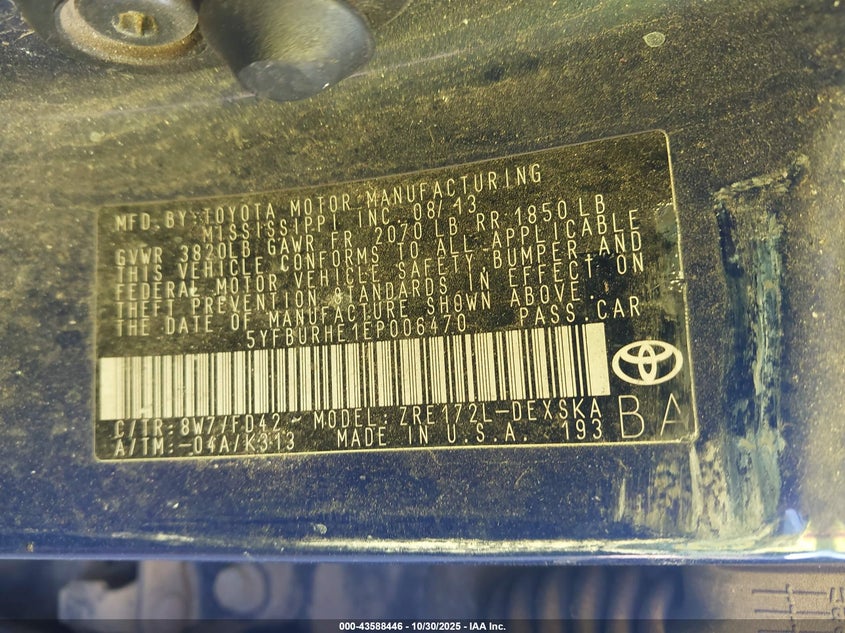 MFD. BY: TOYOTA MOTOR MANUFACTURING
MISSISSIPPI, INC. 08/13
GVWR 3820LB GAWR FR 2070 LB RR 1850 LB
THIS VEHICLE CONFORMS TO ALL APPLICABLE
FEDERAL MOTOR VEHICLE SAFETY, BUMPER, AND
THEFT PREVENTION STANDARDS IN EFFECT ON
THE DATE OF MANUFACTURE SHOWN ABOVE.
5YFBURHE1EP006470 PASS. CAR
C/TR: 8W7/FD42 MODEL: ZRE172L-DEXSKA
A/TM: -04A/K313 MADE IN U.S.A. 193
BA
000-43588446 - 10/30/2025 - IAA Inc.